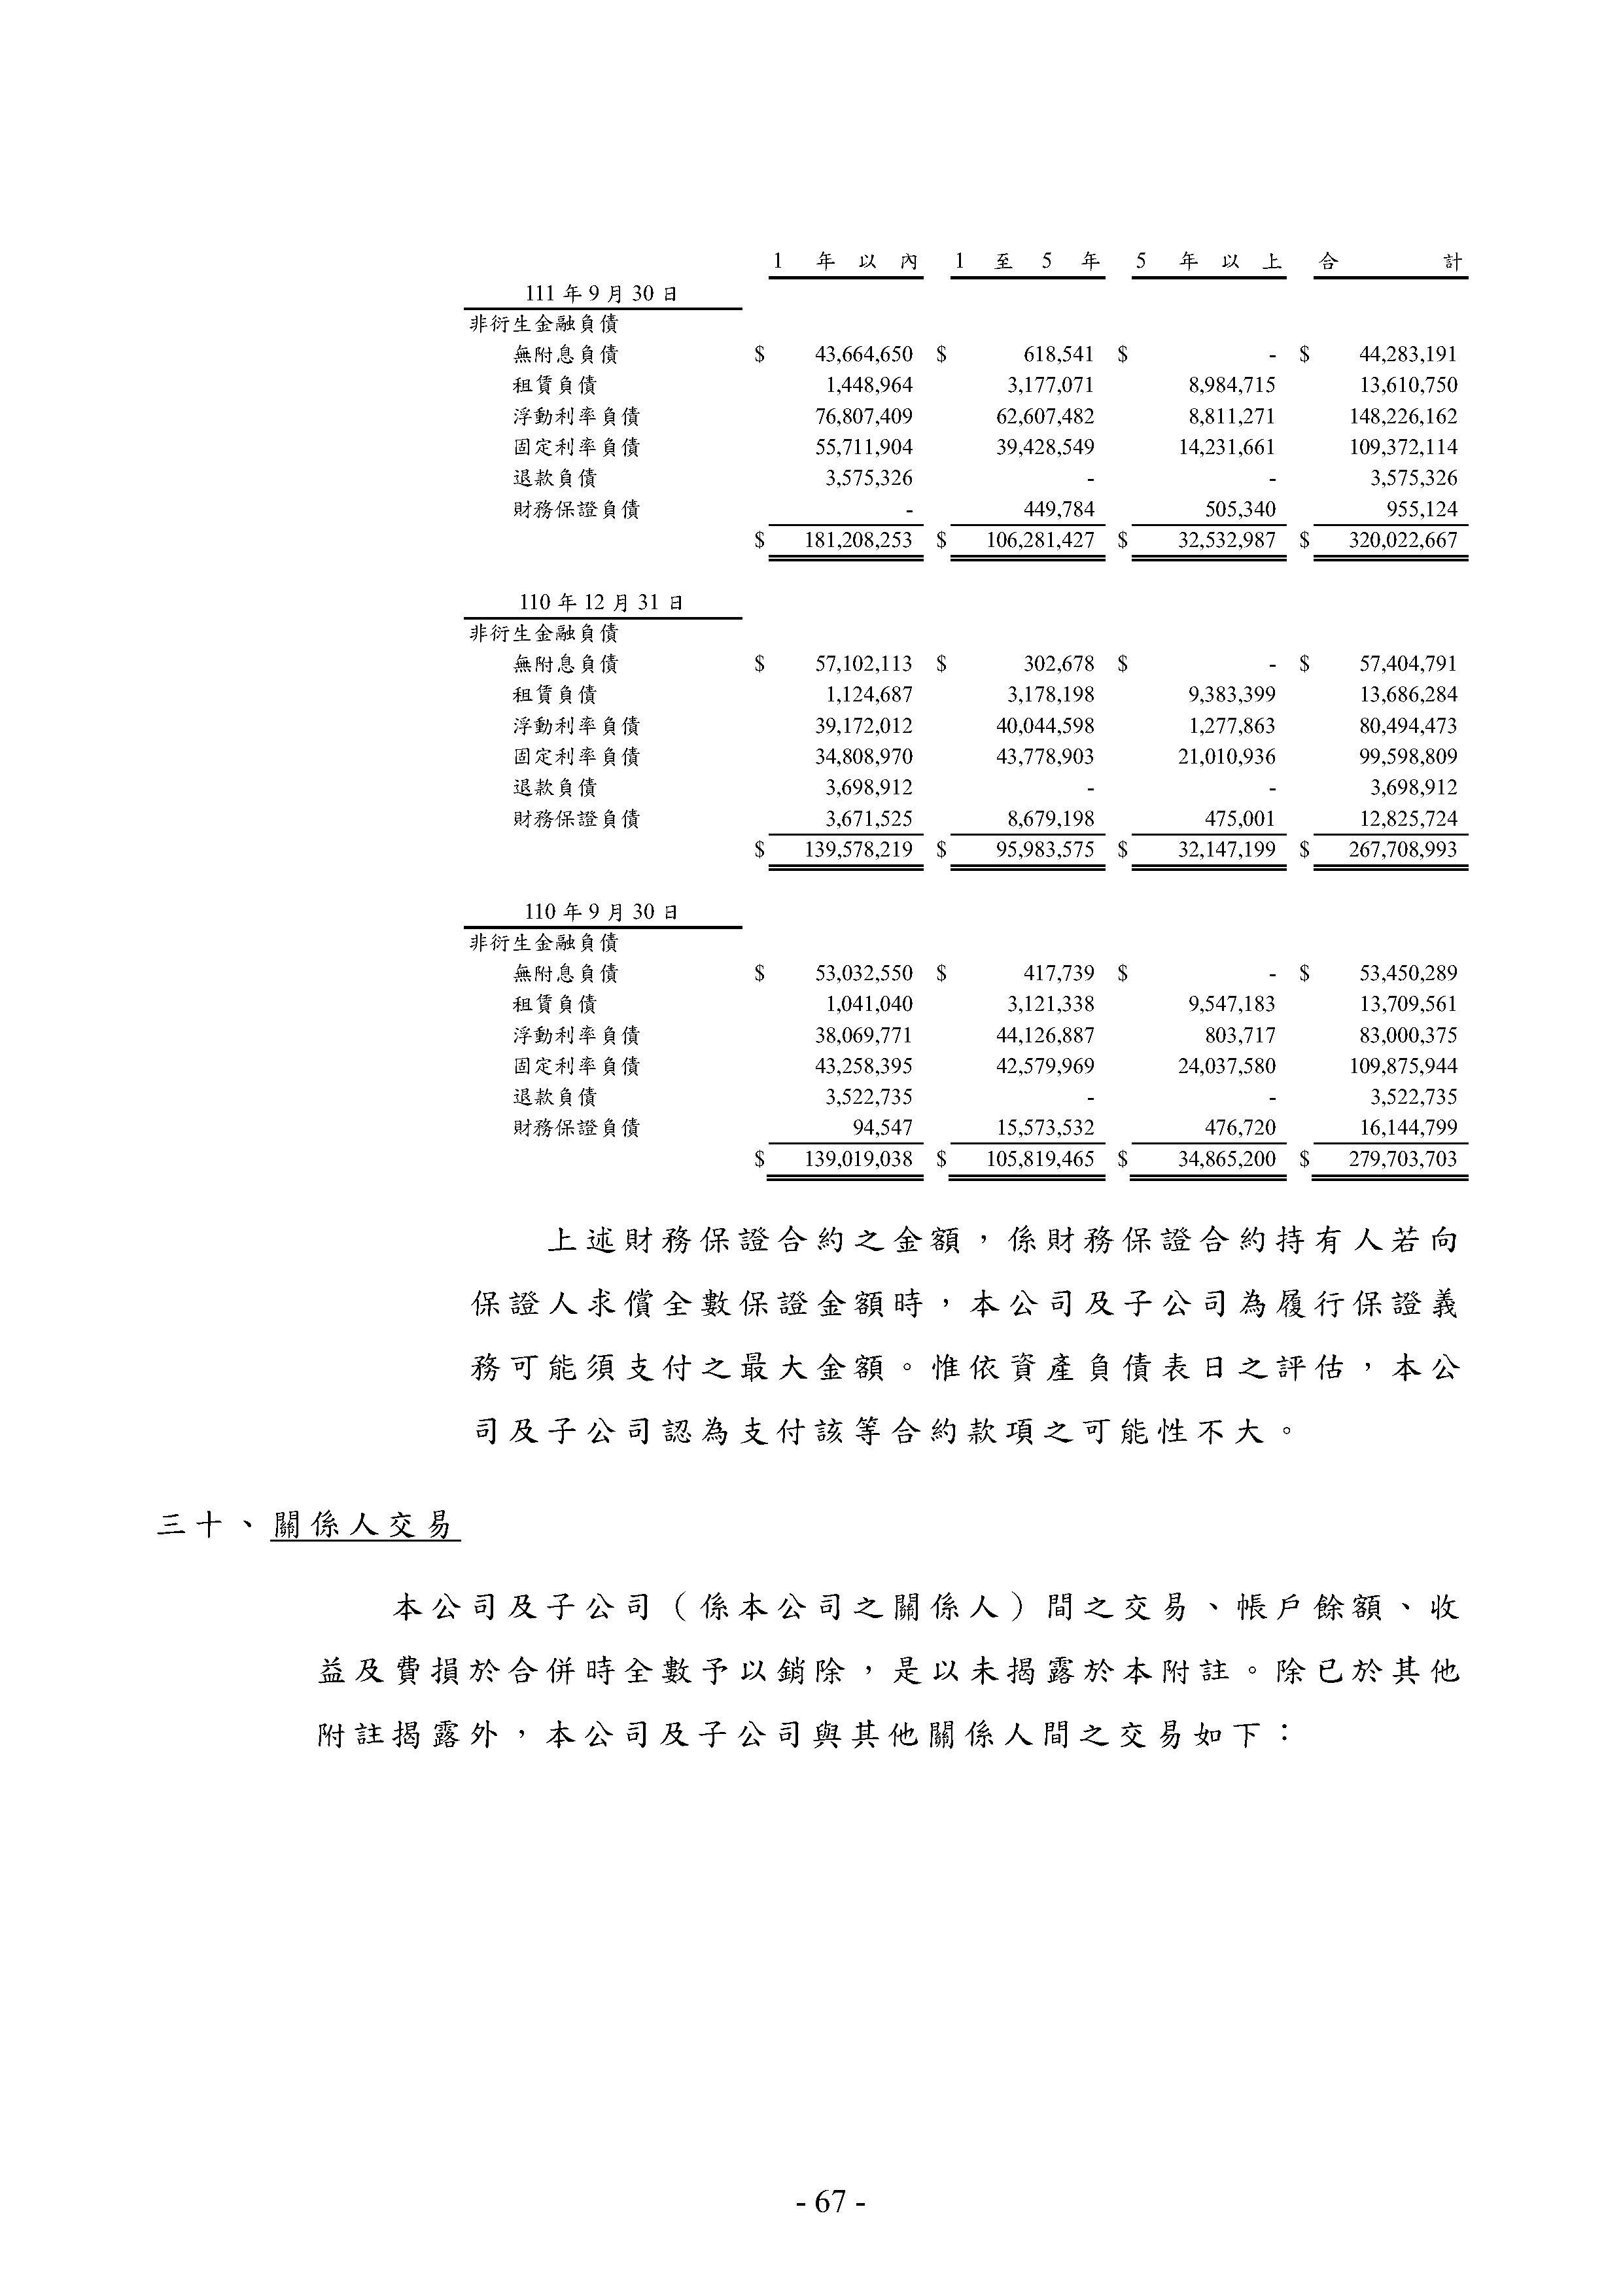 1 年 以 內 1 至 5 年 5 年 以 上 合 計
111 年 9 月 30 日
非衍生金融負債
無附息負債 $ 43,664,650 $ 618,541 $ - $ 44,283,191
租賃負債 1,448,964 3,177,071 8,984,715 13,610,750
浮動利率負債 76,807,409 62,607,482 8,811,271 148,226,162
固定利率負債 55,711,904 39,428,549 14,231,661 109,372,114
退款負債 3,575,326 - - 3,575,326
財務保證負債 - 449,784 505,340 955,124
$ 181,208,253 $ 106,281,427 $ 32,532,987 $ 320,022,667
110 年 12 月 31 日
非衍生金融負債
無附息負債 $ 57,102,113 $ 302,678 $ - $ 57,404,791
租賃負債 1,124,687 3,178,198 9,383,399 13,686,284
浮動利率負債 39,172,012 40,044,598 1,277,863 80,494,473
固定利率負債 34,808,970 43,778,903 21,010,936 99,598,809
退款負債 3,698,912 - - 3,698,912
財務保證負債 3,671,525 8,679,198 475,001 12,825,724
$ 139,578,219 $ 95,983,575 $ 32,147,199 $ 267,708,993
110 年 9 月 30 日
非衍生金融負債
無附息負債 $ 53,032,550 $ 417,739 $ - $ 53,450,289
租賃負債 1,041,040 3,121,338 9,547,183 13,709,561
浮動利率負債 38,069,771 44,126,887 803,717 83,000,375
固定利率負債 43,258,395 42,579,969 24,037,580 109,875,944
退款負債 3,522,735 - - 3,522,735
財務保證負債 94,547 15,573,532 476,720 16,144,799
$ 139,019,038 $ 105,819,465 $ 34,865,200 $ 279,703,703
上述財務保證合約之金額，係財務保證合約持有人若向
保證人求償全數保證金額時，本公司及子公司為履行保證義
務可能須支付之最大金額。惟依資產負債表日之評估，本公
司及子公司認為支付該等合約款項之可能性不大。
三十、關係人交易
本公司及子公司（係本公司之關係人）間之交易、帳戶餘額、收
益及費損於合併時全數予以銷除，是以未揭露於本附註。除已於其他
附註揭露外，本公司及子公司與其他關係人間之交易如下：
- 67 -